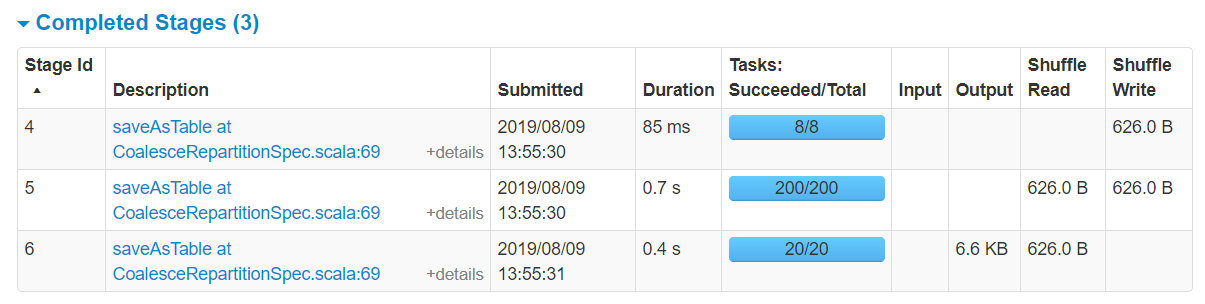 Completed Stages (3)
Stage Id Description Submitted Duration Tasks: Succeeded/Total Input Output Shuffle Read Shuffle Write
4 saveAsTable at CoalesceRepartitionSpec.scala:69 +details 2019/08/09 13:55:30 85 ms 8/8 626.0 B
5 saveAsTable at CoalesceRepartitionSpec.scala:69 +details 2019/08/09 13:55:30 0.7 s 200/200 626.0 B 626.0 B
6 saveAsTable at CoalesceRepartitionSpec.scala:69 +details 2019/08/09 13:55:31 0.4 s 20/20 6.6 KB 626.0 B